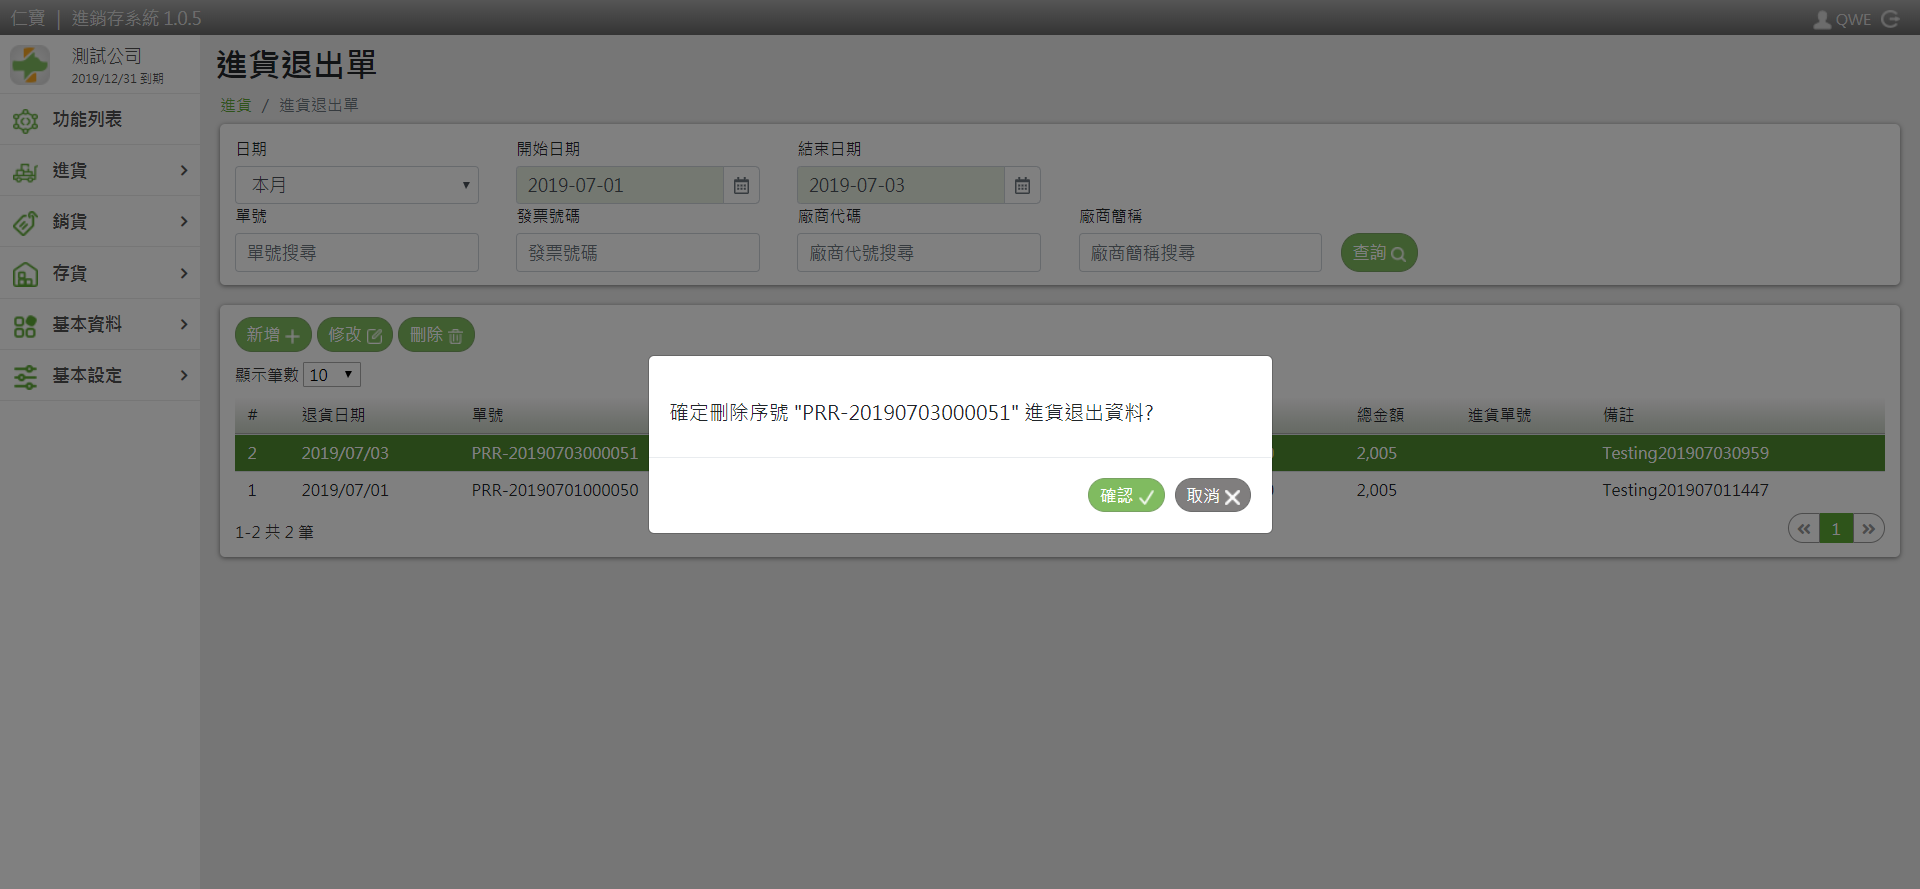 仁寶 | 進銷存系統 1.0.5
QWE
測試公司
2019/12/31 到期
功能列表
進貨
銷貨
存貨
基本資料
基本設定
進貨退出單
進貨 / 進貨退出單
日期 開始日期 結束日期
本月 2019-07-01 2019-07-03
單號 發票號碼 廠商代碼 廠商簡稱
單號搜尋 發票號碼 廠商代號搜尋 廠商簡稱搜尋 查詢
新增 修改 刪除
顯示筆數 10
# 退貨日期 單號 總金額 進貨單號 備註
2 2019/07/03 PRR-20190703000051 2,005 Testing201907030959
1 2019/07/01 PRR-20190701000050 2,005 Testing201907011447
1-2 共 2 筆
« 1 »
確定刪除序號 "PRR-20190703000051" 進貨退出資料?
確認 取消